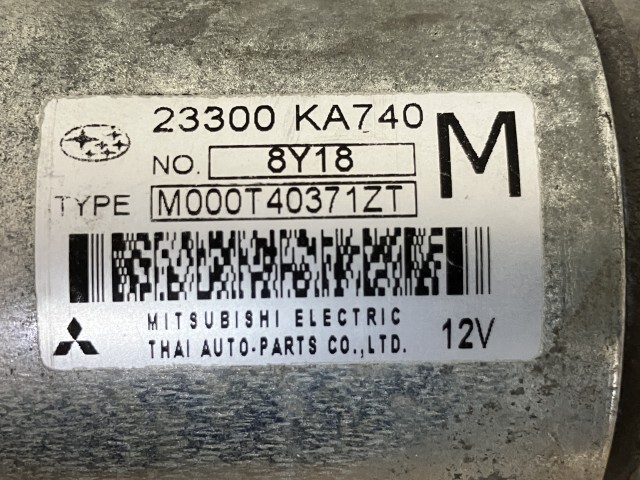 23300 KA740
M
NO. 8Y18
TYPE M000T40371ZT
MITSUBISHI ELECTRIC
THAI AUTO-PARTS CO.,LTD.
12V